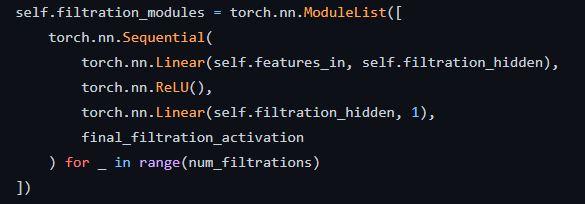 self.filtration_modules = torch.nn.ModuleList([
    torch.nn.Sequential(
        torch.nn.Linear(self.features_in, self.filtration_hidden),
        torch.nn.ReLU(),
        torch.nn.Linear(self.filtration_hidden, 1),
        final_filtration_activation
    ) for _ in range(num_filtrations)
])